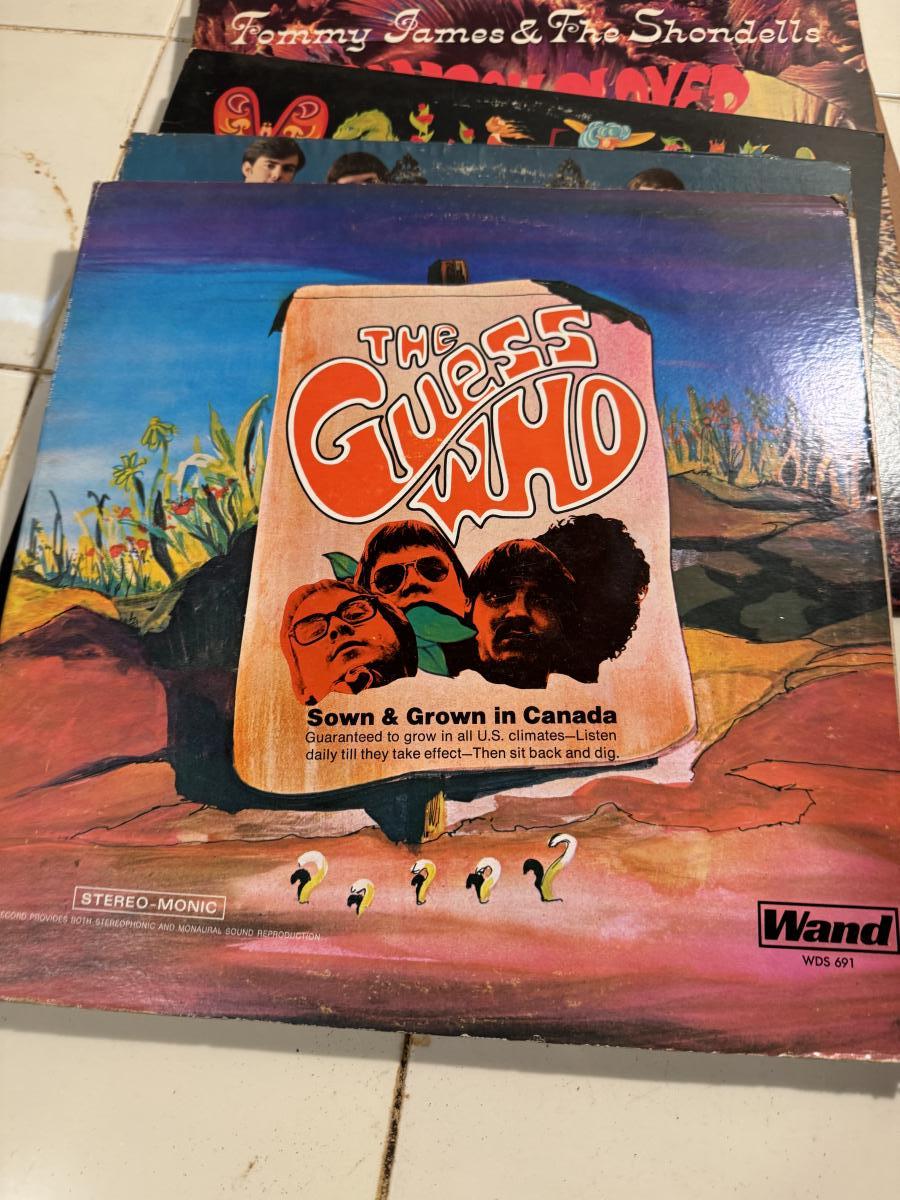 Tommy James & The Shondells
THE
GUESS
WHO
Sown & Grown in Canada
Guaranteed to grow in all U.S. climates—Listen
daily till they take effect—Then sit back and dig.
? , ? ? ?
STEREO-MONIC
RECORD PROVIDES BOTH STEREOPHONIC AND MONAURAL SOUND REPRODUCTION
Wand
WDS 691